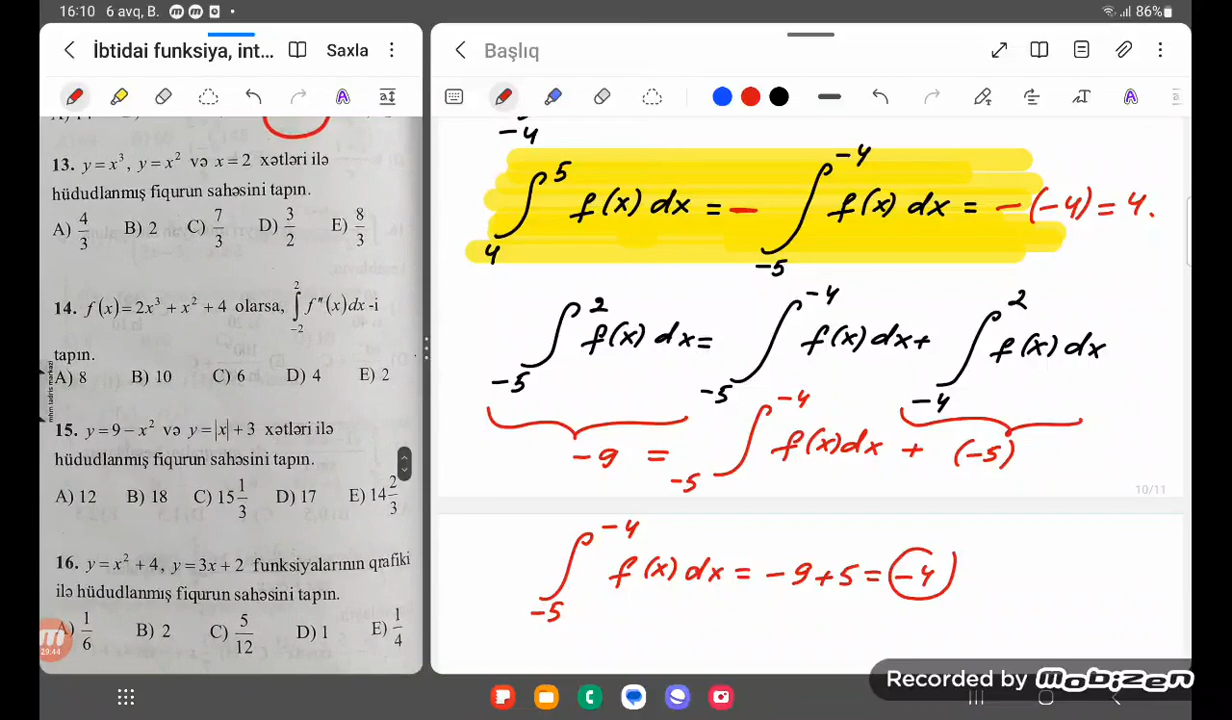 16:10 6 avq, B. 86%
İbtidai funksiya, int... Saxla
Başlıq
13. y = x³, y = x² və x = 2 xətləri ilə
hüdudlanmış fiqurun sahəsini tapın.
A) 4/3 B) 2 C) 7/3 D) 3/2 E) 8/3
14. f(x) = 2x³ + x² + 4 olarsa, ∫₋₂² f''(x)dx -i
tapın.
A) 8 B) 10 C) 6 D) 4 E) 2
mhm tədris mərkəzi
15. y = 9 − x² və y = |x| + 3 xətləri ilə
hüdudlanmış fiqurun sahəsini tapın.
A) 12 B) 18 C) 15 1/3 D) 17 E) 14 2/3
16. y = x² + 4, y = 3x + 2 funksiyalarının qrafiki
ilə hüdudlanmış fiqurun sahəsini tapın.
A) 1/6 B) 2 C) 5/12 D) 1 E) 1/4
29:44
−4
∫₄⁵ f(x) dx = − ∫₋₅⁻⁴ f(x) dx = −(−4) = 4.
∫₋₅² f(x) dx = ∫₋₅⁻⁴ f(x) dx + ∫₋₄² f(x) dx
−9 = ∫₋₅⁻⁴ f(x) dx + (−5)
10/11
∫₋₅⁻⁴ f(x) dx = −9 + 5 = −4
Recorded by mobizen